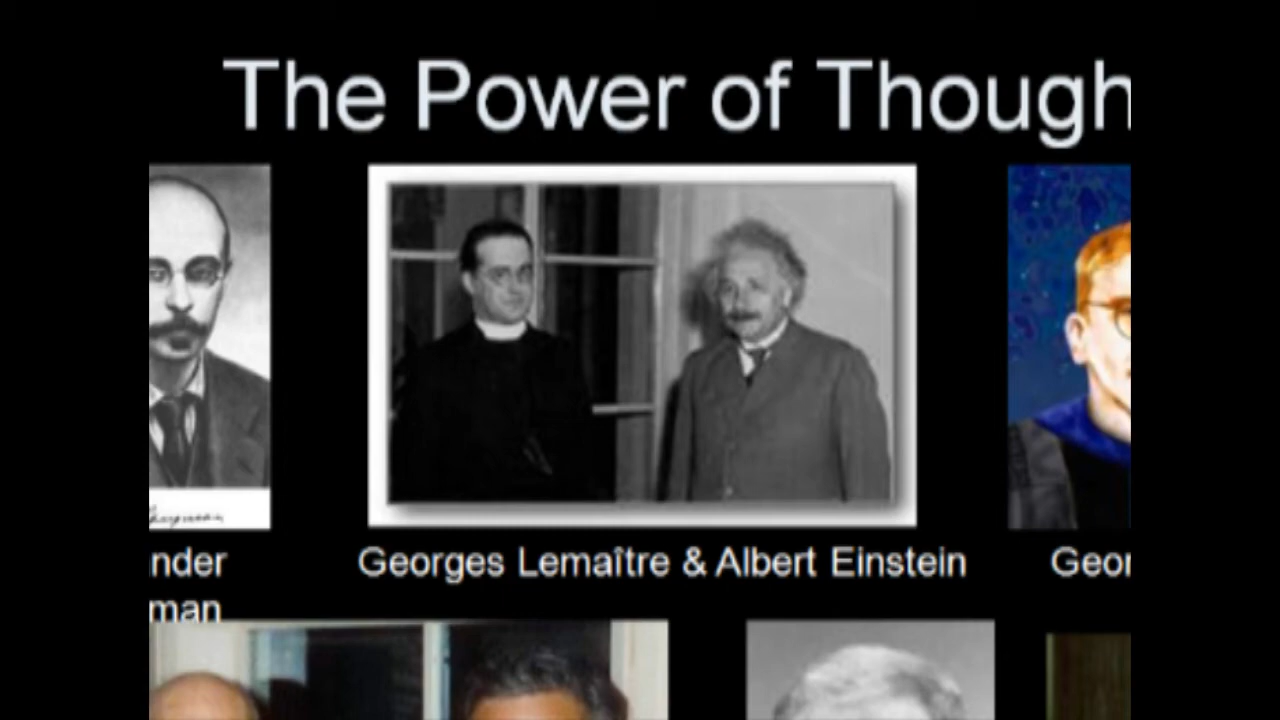 The Power of Though
nder
Georges Lemaître & Albert Einstein
Geor
man